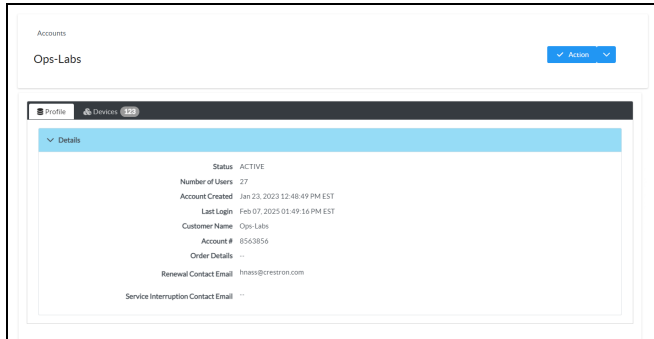 Accounts
Ops-Labs
Action
Profile
Devices 123
Details
Status ACTIVE
Number of Users 27
Account Created Jan 23, 2023 12:48:49 PM EST
Last Login Feb 07, 2025 01:49:16 PM EST
Customer Name Ops-Labs
Account # 8563856
Order Details --
Renewal Contact Email hnass@crestron.com
Service Interruption Contact Email --